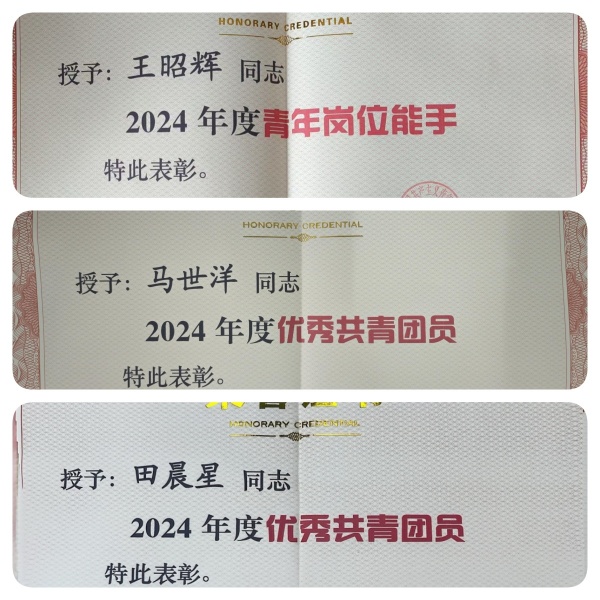 HONORARY CREDENTIAL
授予：王昭辉 同志
2024 年度青年岗位能手
特此表彰。
HONORARY CREDENTIAL
授予：马世洋 同志
2024 年度优秀共青团员
特此表彰。
HONORARY CREDENTIAL
授予：田晨星 同志
2024 年度优秀共青团员
特此表彰。